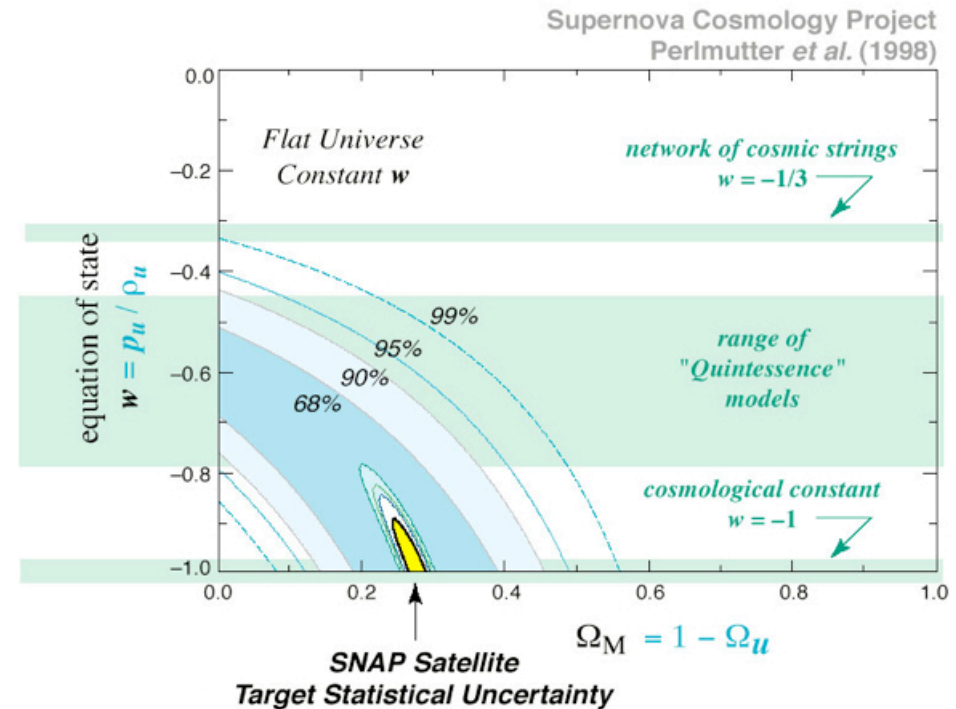 Supernova Cosmology Project
Perlmutter et al. (1998)
Flat Universe
Constant w
network of cosmic strings
w = –1/3
equation of state
w = pu / ρu
0.0
–0.2
–0.4
–0.6
–0.8
–1.0
99%
95%
90%
68%
range of
"Quintessence"
models
cosmological constant
w = –1
0.0
0.2
0.4
0.6
0.8
1.0
ΩM = 1 – Ωu
SNAP Satellite
Target Statistical Uncertainty